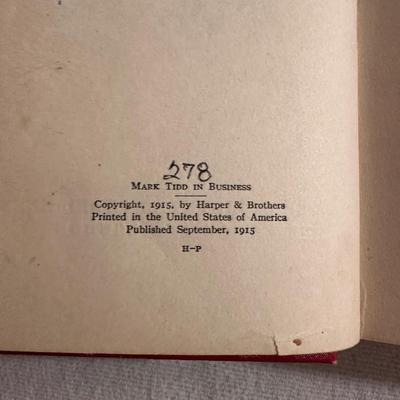 278
Mark Tidd in Business
Copyright, 1915, by Harper & Brothers
Printed in the United States of America
Published September, 1915
H-P